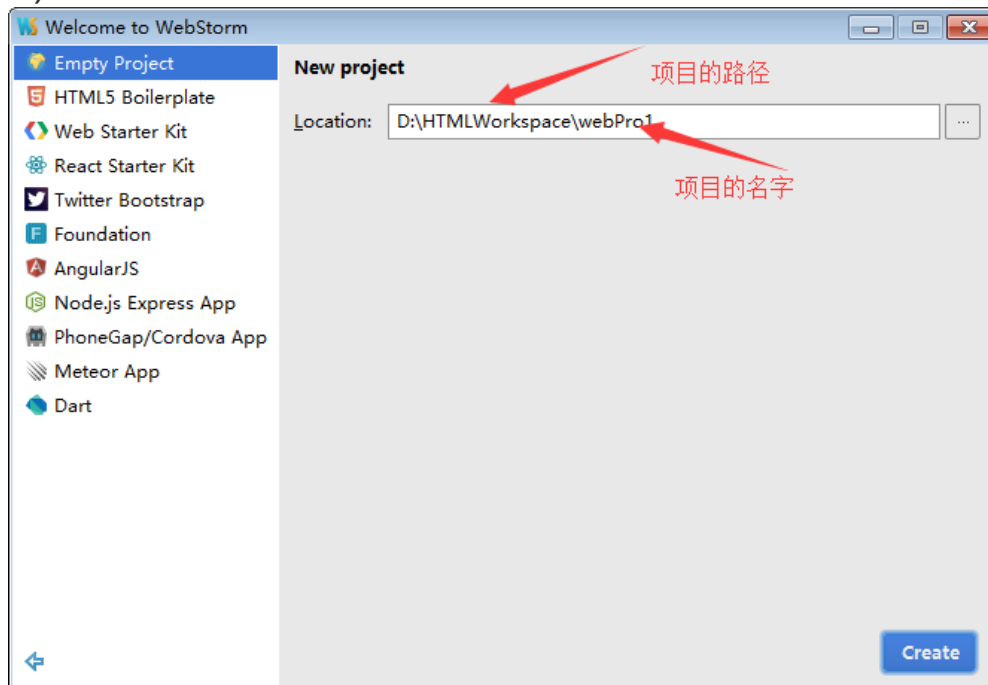 Welcome to WebStorm
Empty Project
HTML5 Boilerplate
Web Starter Kit
React Starter Kit
Twitter Bootstrap
Foundation
AngularJS
Node.js Express App
PhoneGap/Cordova App
Meteor App
Dart
New project
项目的路径
Location: D:\HTMLWorkspace\webPro1 ...
项目的名字
Create